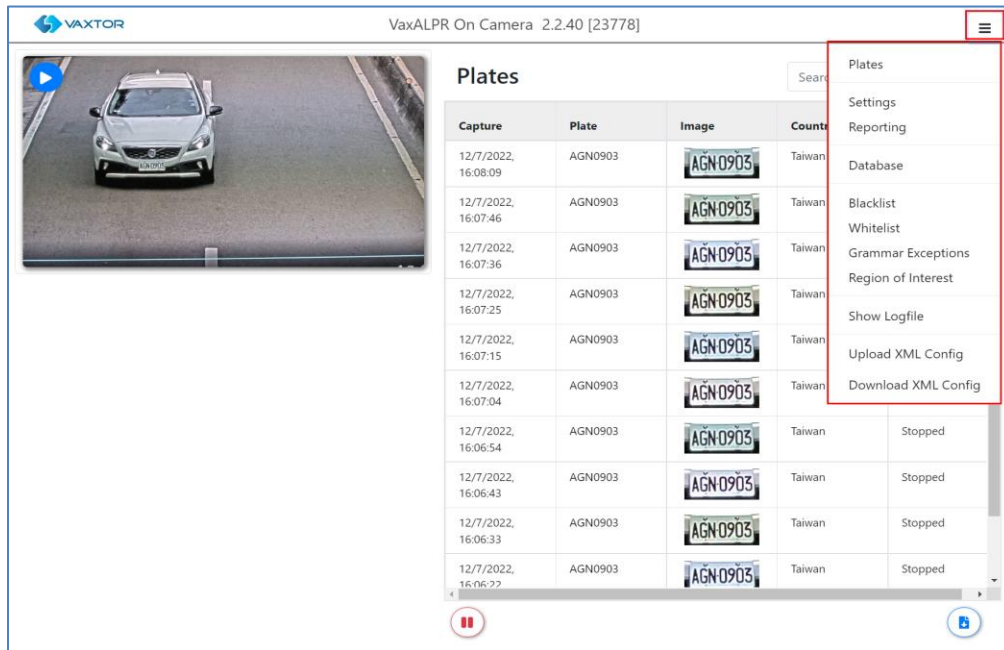 VAXTOR
VaxALPR On Camera 2.2.40 [23778]
Plates
Capture Plate Image
12/7/2022, AGN0903 AGN·0903 Taiwan
16:08:09
12/7/2022, AGN0903 AGN·0903 Taiwan
16:07:46
12/7/2022, AGN0903 AGN·0903 Taiwan
16:07:36
12/7/2022, AGN0903 AGN·0903 Taiwan
16:07:25
12/7/2022, AGN0903 AGN·0903 Taiwan
16:07:15
12/7/2022, AGN0903 AGN·0903 Taiwan
16:07:04
12/7/2022, AGN0903 AGN·0903 Taiwan Stopped
16:06:54
12/7/2022, AGN0903 AGN·0903 Taiwan Stopped
16:06:43
12/7/2022, AGN0903 AGN·0903 Taiwan Stopped
16:06:33
12/7/2022, AGN0903 AGN·0903 Taiwan Stopped
16:06:22
Plates
Settings
Reporting
Database
Blacklist
Whitelist
Grammar Exceptions
Region of Interest
Show Logfile
Upload XML Config
Download XML Config